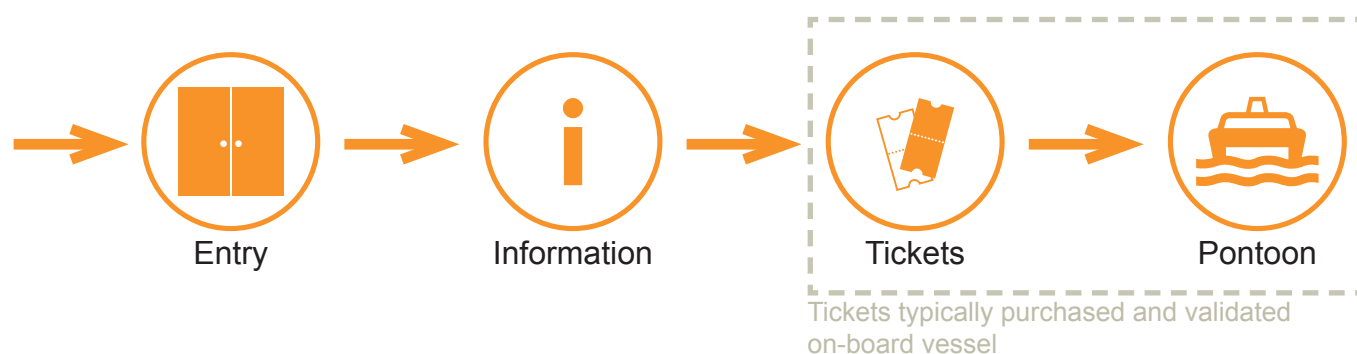 Entry
Information
Tickets
Pontoon
Tickets typically purchased and validated
on-board vessel